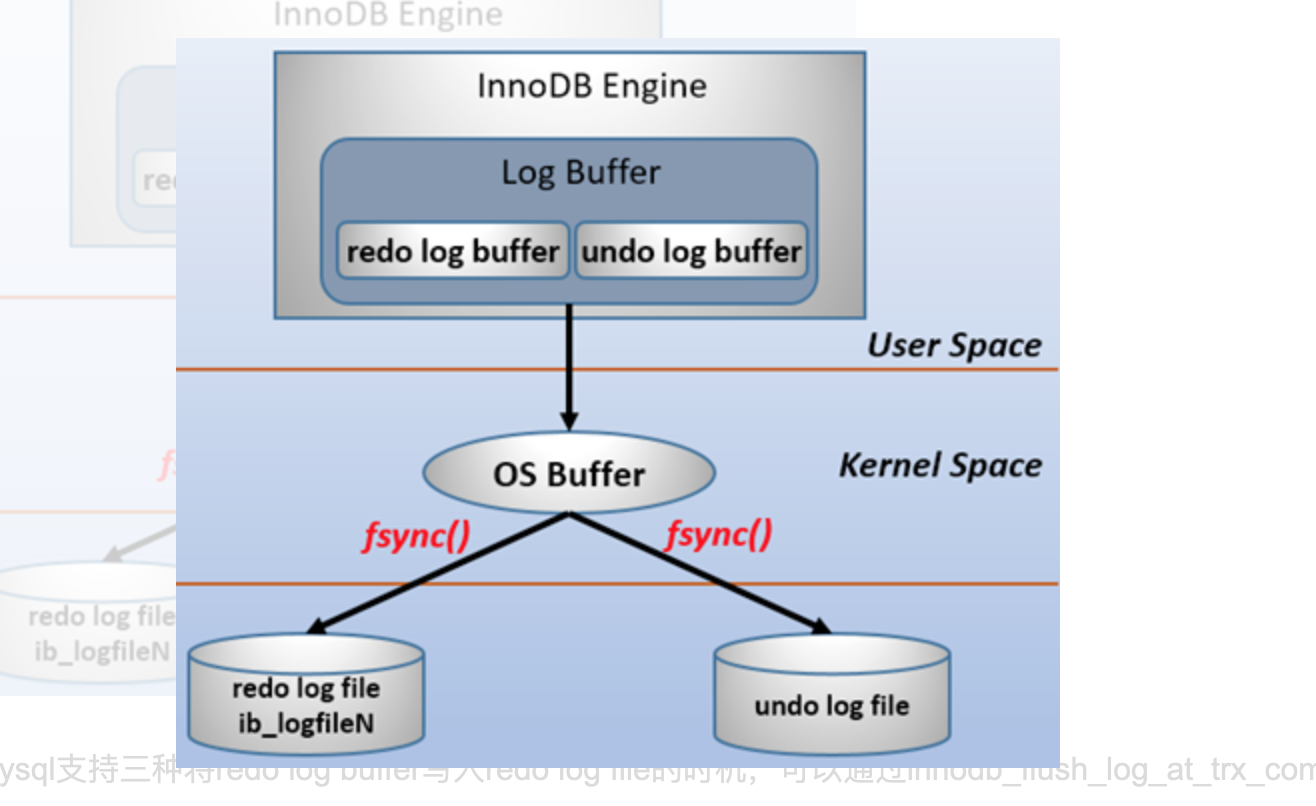 InnoDB Engine
InnoDB Engine
Log Buffer
redo log buffer
undo log buffer
User Space
OS Buffer
Kernel Space
fsync()
fsync()
redo log file
ib_logfileN
redo log file
ib_logfileN
undo log file
ysql支持三种将redo log buffer写入redo log file的时机，可以通过innodb_flush_log_at_trx_com